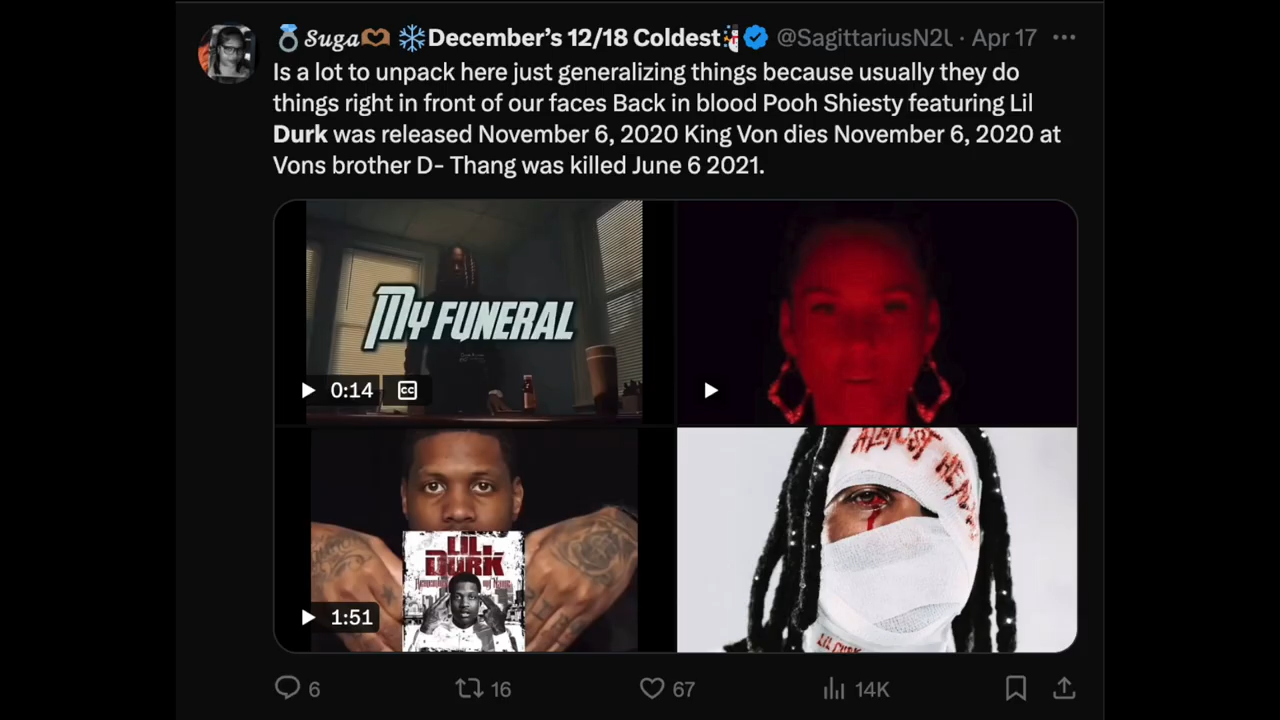 💍 𝓢𝓾𝓰𝓪🫶🏾 ❄️December’s 12/18 Coldest @SagittariusN2l · Apr 17
Is a lot to unpack here just generalizing things because usually they do
things right in front of our faces Back in blood Pooh Shiesty featuring Lil
Durk was released November 6, 2020 King Von dies November 6, 2020 at
Vons brother D- Thang was killed June 6 2021.
MY FUNERAL
0:14 CC
ALMOST HEAL
LIL
DURK
1:51
LIL DURK
6 16 67 14K